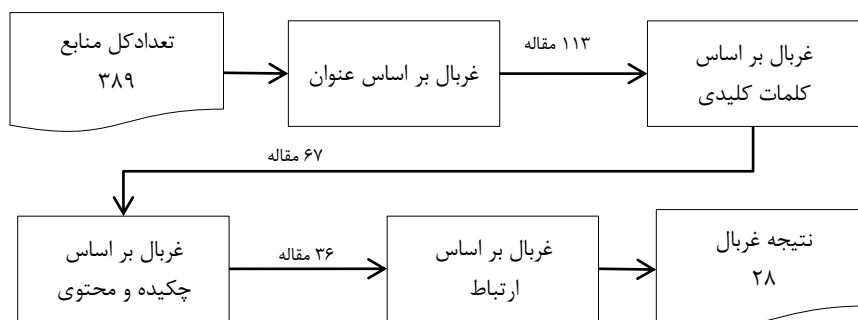 تعدادکل منابع
۳۸۹
غربال بر اساس عنوان
۱۱۳ مقاله
غربال بر اساس
کلمات کلیدی
۶۷ مقاله
غربال بر اساس
چکیده و محتوی
۳۶ مقاله
غربال بر اساس
ارتباط
نتیجه غربال
۲۸